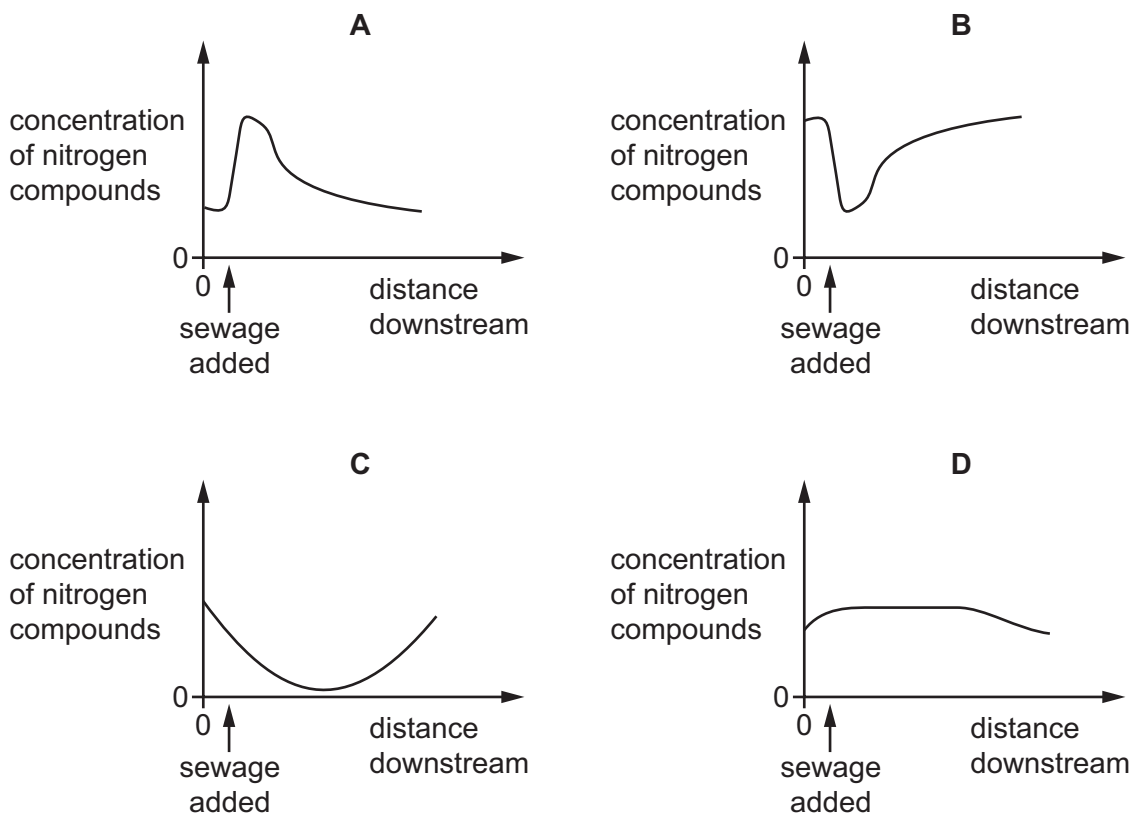 A
concentration
of nitrogen
compounds
0
0
sewage
added
distance
downstream
B
concentration
of nitrogen
compounds
0
0
sewage
added
distance
downstream
C
concentration
of nitrogen
compounds
0
0
sewage
added
distance
downstream
D
concentration
of nitrogen
compounds
0
0
sewage
added
distance
downstream